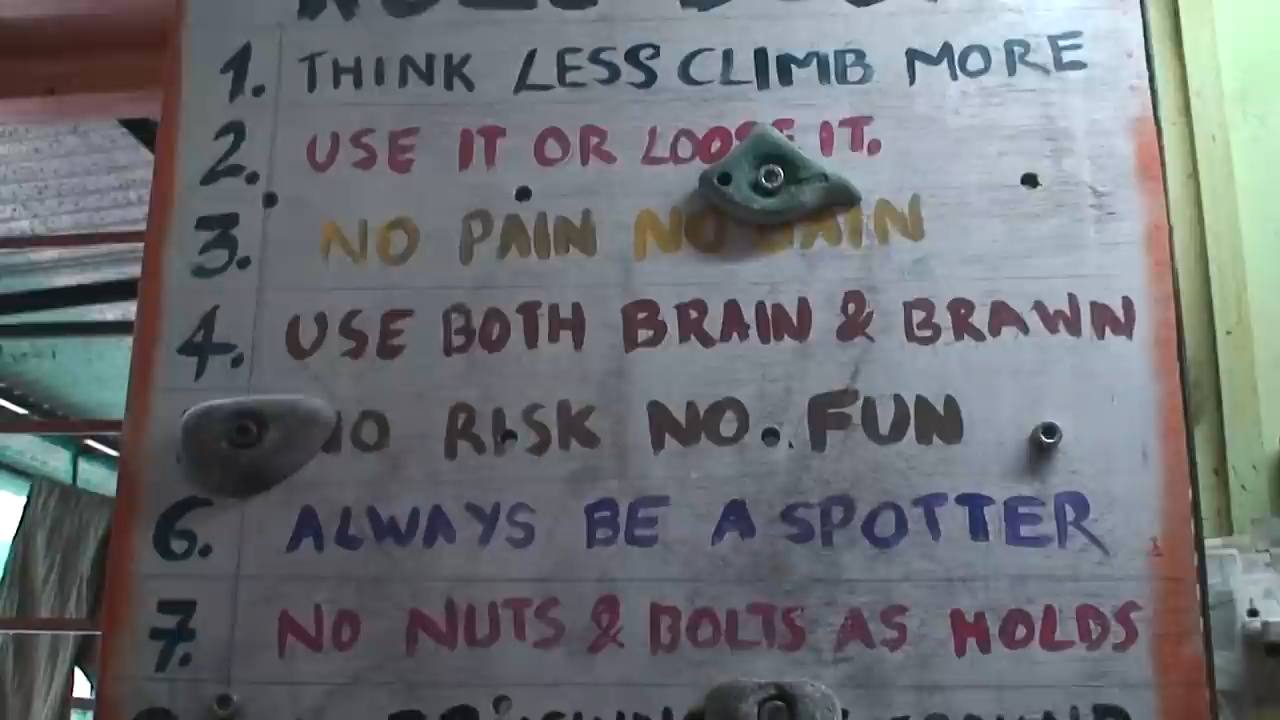 1. THINK LESS CLIMB MORE
2. USE IT OR LOOSE IT.
3. NO PAIN NO GAIN
4. USE BOTH BRAIN & BRAWN
NO RISK NO. FUN
6. ALWAYS BE A SPOTTER
7. NO NUTS & BOLTS AS HOLDS